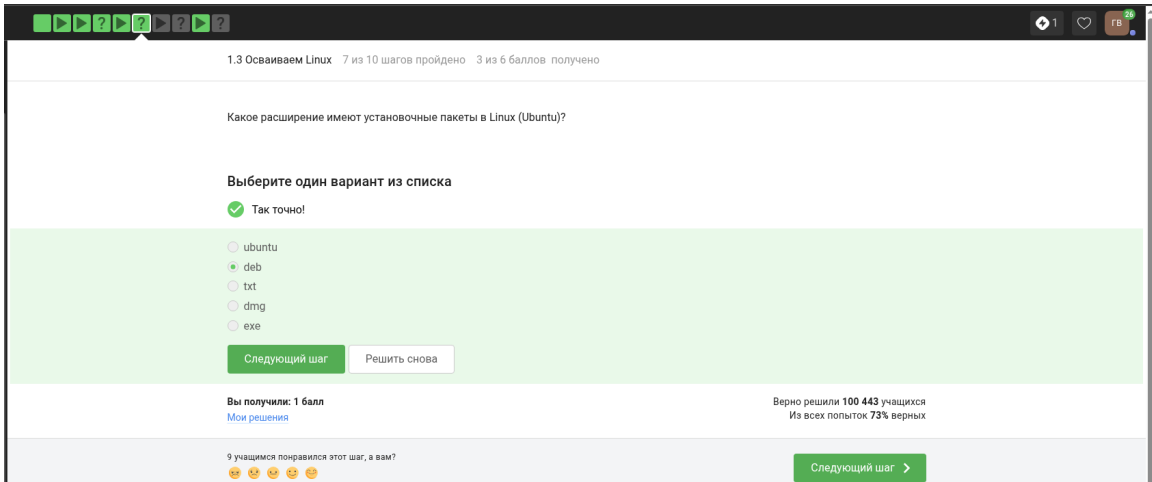 1
ГВ
26
1.3 Осваиваем Linux 7 из 10 шагов пройдено 3 из 6 баллов получено
Какое расширение имеют установочные пакеты в Linux (Ubuntu)?
Выберите один вариант из списка
Так точно!
ubuntu
deb
txt
dmg
exe
Следующий шаг Решить снова
Вы получили: 1 балл
Мои решения
Верно решили 100 443 учащихся
Из всех попыток 73% верных
9 учащимся понравился этот шаг, а вам?
Следующий шаг